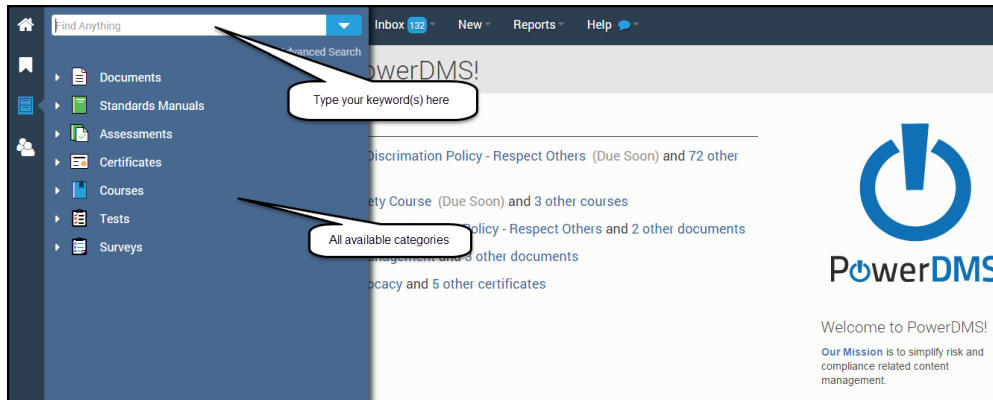 Find Anything
Inbox 132 New Reports Help
Advanced Search
owerDMS!
Documents
Type your keyword(s) here
Standards Manuals
Assessments
Discrimation Policy - Respect Others (Due Soon) and 72 other
Certificates
Courses
ety Course (Due Soon) and 3 other courses
Tests
Policy - Respect Others and 2 other documents
All available categories
Surveys
and 3 other documents
ocacy and 5 other certificates
PowerDMS
Welcome to PowerDMS!
Our Mission is to simplify risk and
compliance related content
management.